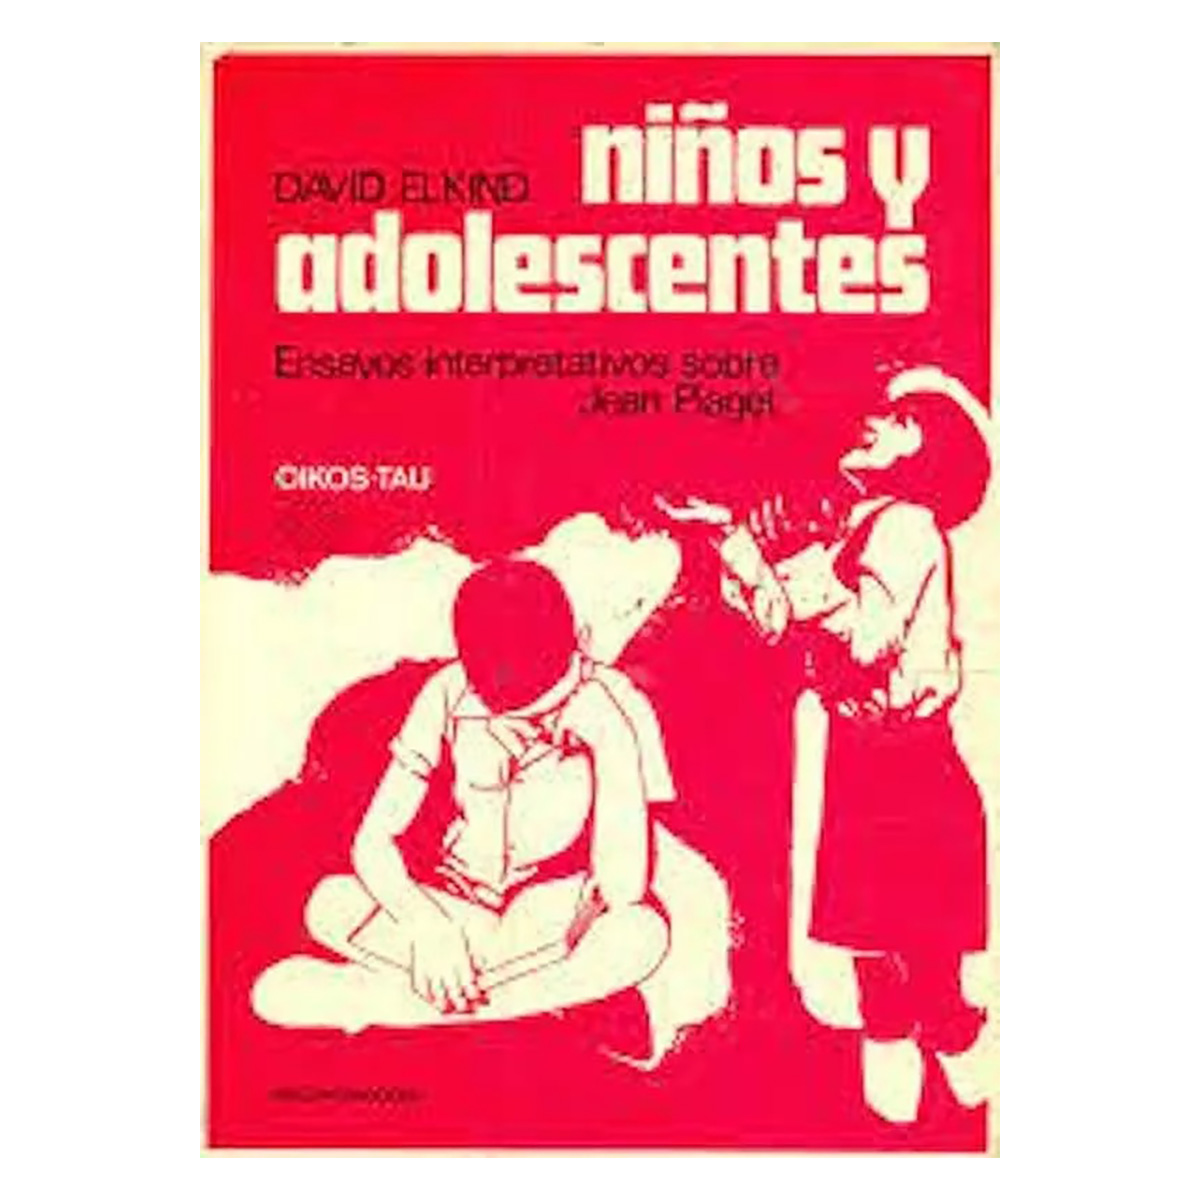 niños y
DAVID ELKIND
adolescentes
Ensayos interpretativos sobre
Jean Piaget
OIKOS-TAU